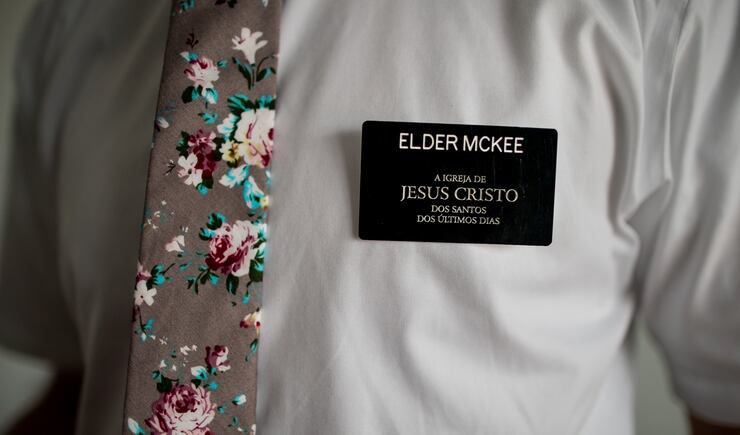 ELDER MCKEE
A IGREJA DE
JESUS CRISTO
DOS SANTOS
DOS ÚLTIMOS DIAS